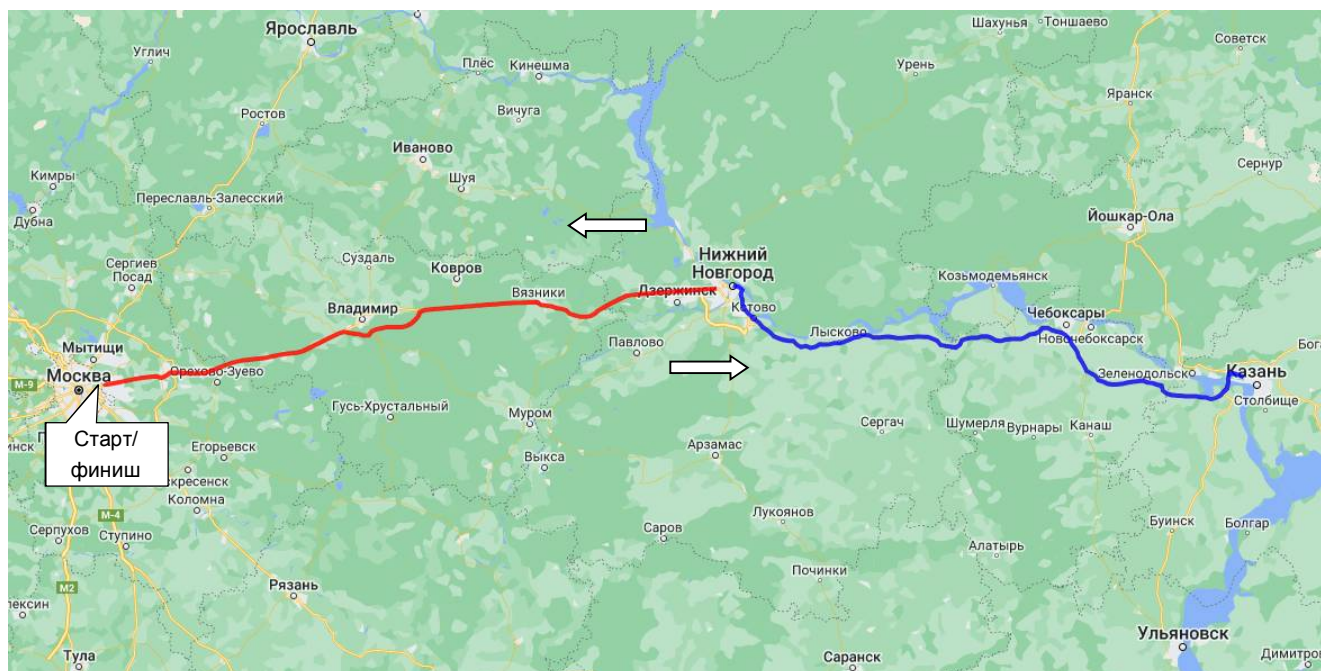 Ярославль
Шахунья
Тоншаево
Углич
Советск
Плёс
Кинешма
Урень
Яранск
Вичуга
Ростов
Иваново
Сернур
Кимры
Шуя
Переславль-Залесский
Дубна
Йошкар-Ола
Сергиев
Посад
Суздаль
Ковров
Нижний
Новгород
Козьмодемьянск
Вязники
Дзержинск
Кстово
Владимир
Лысково
Чебоксары
Новочебоксарск
Мытищи
Павлово
Москва
М-9
Орехово-Зуево
Зеленодольск
Казань
Столбище
Гусь-Хрустальный
Муром
Старт/
финиш
Сергач
Шумерля
Вурнары
Канаш
Егорьевск
Арзамас
Выкса
Коломна
М-4
Лукоянов
Серпухов
Ступино
Саров
Буинск
Болгар
Алатырь
Починки
М2
Рязань
Ульяновск
Тула
Саранск